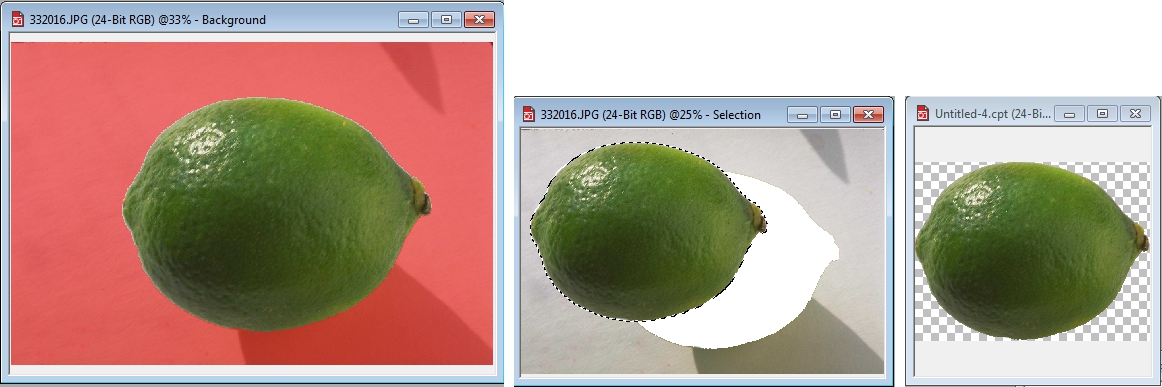 332016.JPG (24-Bit RGB) @33% - Background
332016.JPG (24-Bit RGB) @25% - Selection
Untitled-4.cpt (24-Bi...